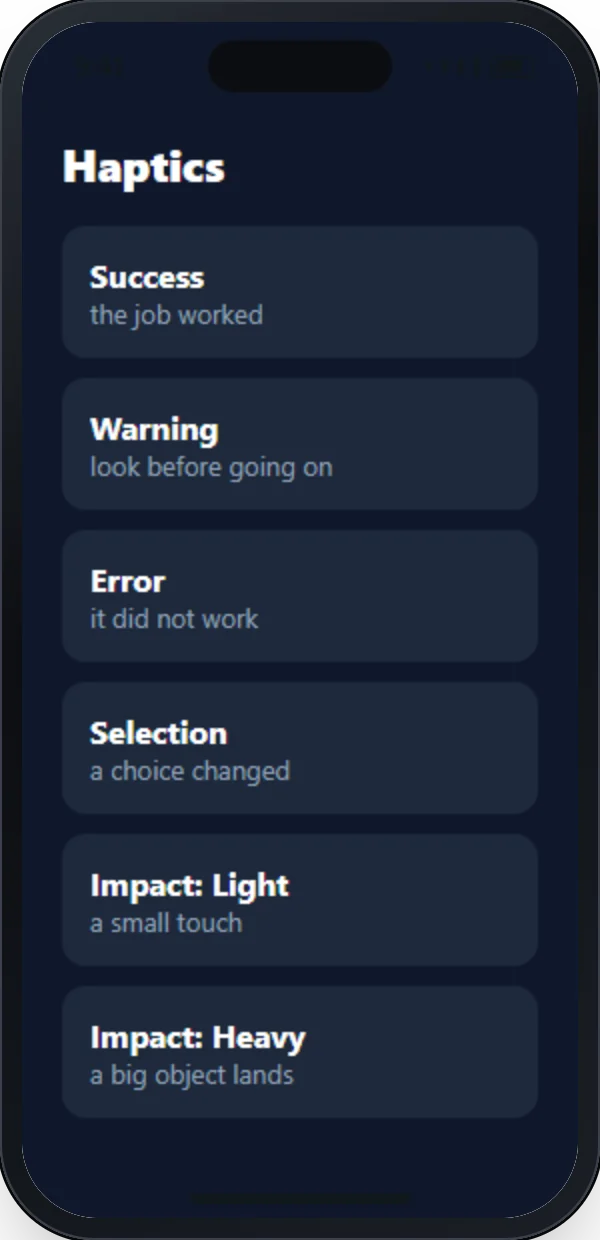 Haptics
Success
the job worked
Warning
look before going on
Error
it did not work
Selection
a choice changed
Impact: Light
a small touch
Impact: Heavy
a big object lands